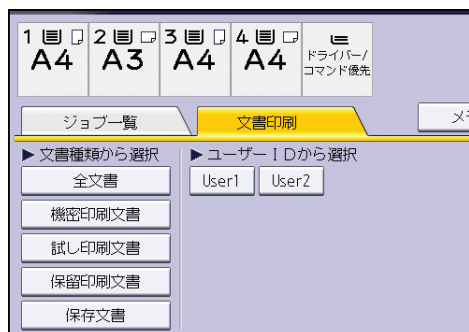 1 2 3 4
A4 A3 A4 A4
ドライバー/
コマンド優先
ジョブ一覧 文書印刷
▶文書種類から選択 ▶ユーザーIDから選択
全文書 User1 User2
機密印刷文書
試し印刷文書
保留印刷文書
保存文書